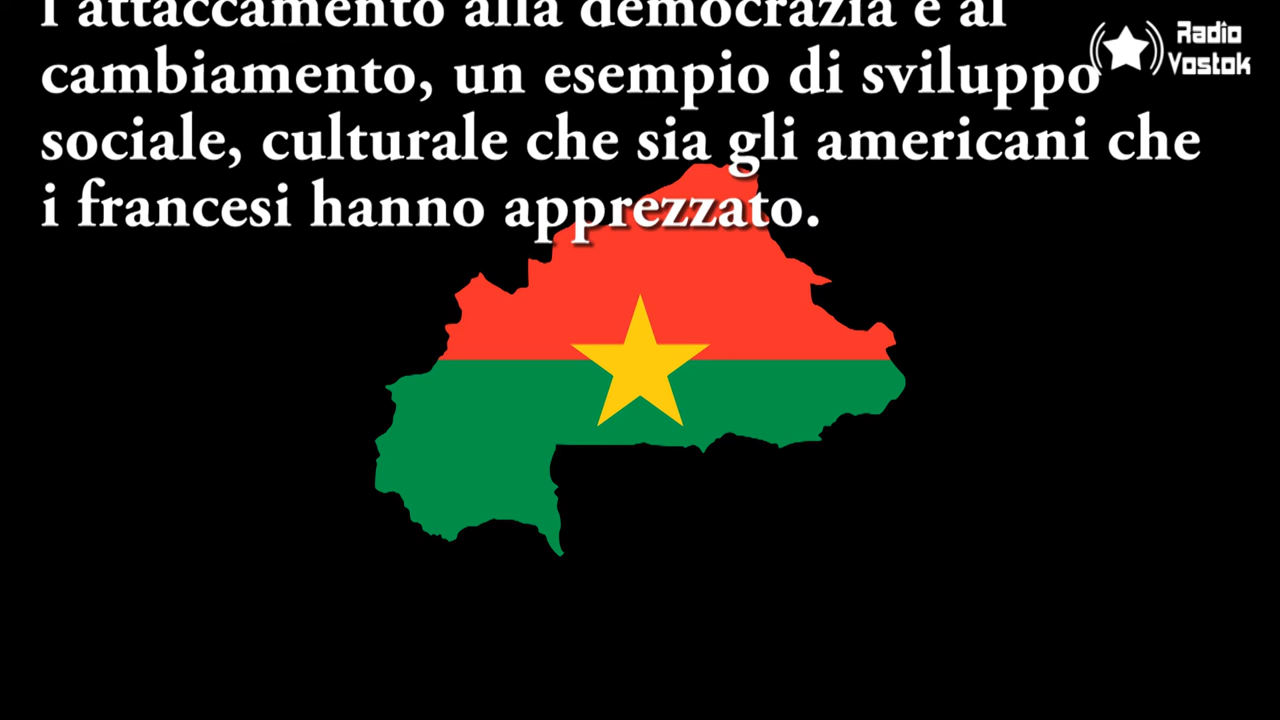 l'attaccamento alla democrazia e al
cambiamento, un esempio di sviluppo
sociale, culturale che sia gli americani che
i francesi hanno apprezzato.
Radio
Vostok